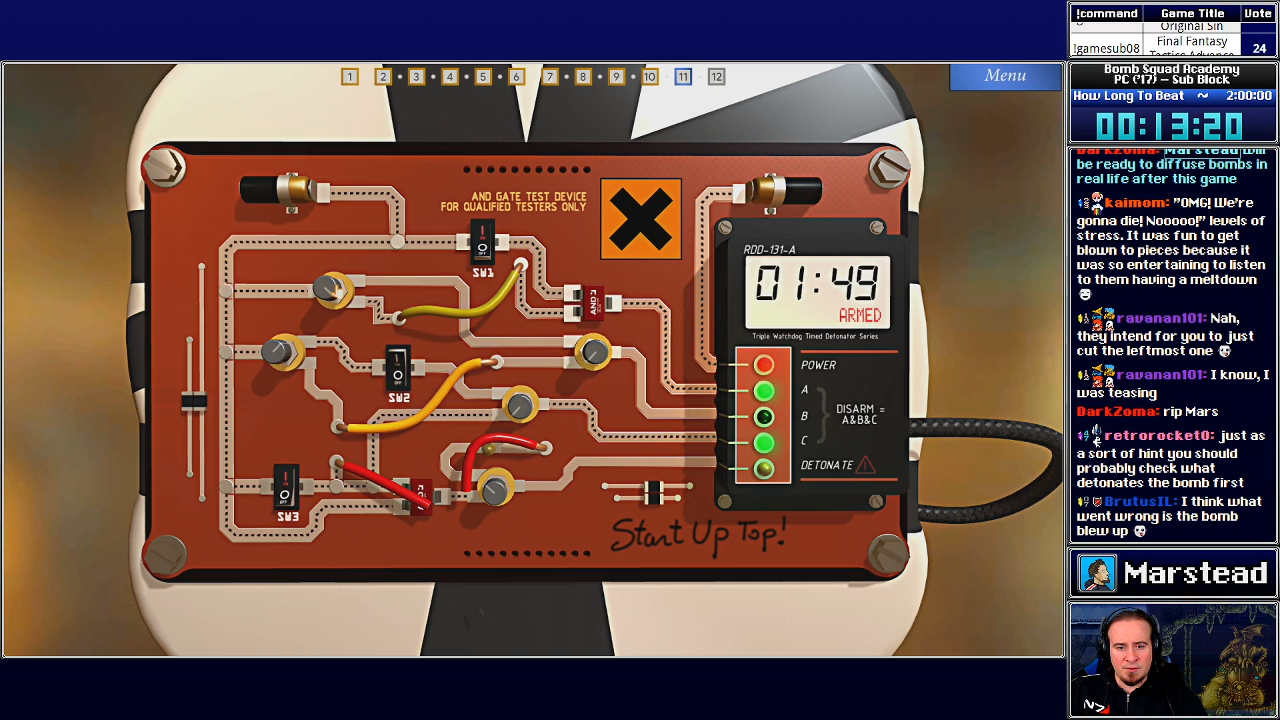 !command Game Title Vote
Original Sin
!gamesub08 Final Fantasy 24
Tactics Advance
Bomb Squad Academy
PC ('17) – Sub Block
How Long To Beat ~ 2:00:00
00:13:20
1 2 3 4 5 6 7 8 9 10 11 12
Menu
AND GATE TEST DEVICE
FOR QUALIFIED TESTERS ONLY
SW1
SW2
SW3
AND
RDD-131-A
01:49
ARMED
Triple Watchdog Timed Detonator Series
POWER
A
B
C
DISARM =
A&B&C
DETONATE
Start Up Top!
DarkZoma: Marstead will
be ready to diffuse bombs in
real life after this game
kaimom: "OMG! We're
gonna die! Nooooo!" levels of
stress. It was fun to get
blown to pieces because it
was so entertaining to listen
to them having a meltdown
ravanan101: Nah,
they intend for you to just
cut the leftmost one
ravanan101: I know, I
was teasing
DarkZoma: rip Mars
retrorocket0: just as
a sort of hint you should
probably check what
detonates the bomb first
BrutusIL: I think what
went wrong is the bomb
blew up
Marstead